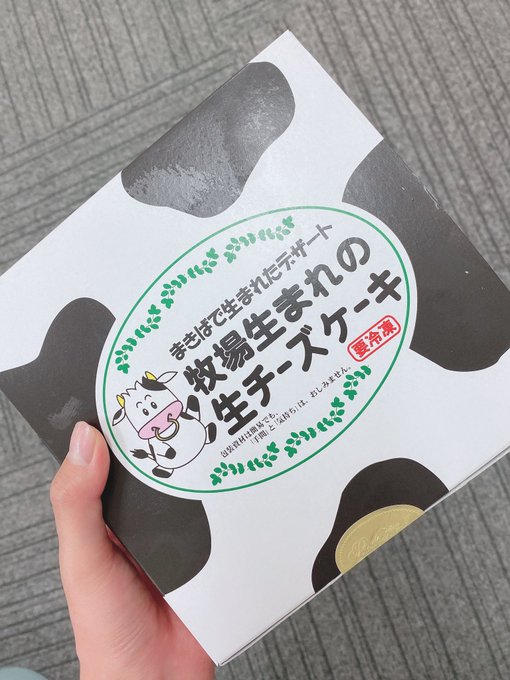 まきばで生まれたデザート
牧場生まれの
生チーズケーキ
要冷凍
包装資材は簡易でも、
「手間」と「気持ち」は、おしみません。